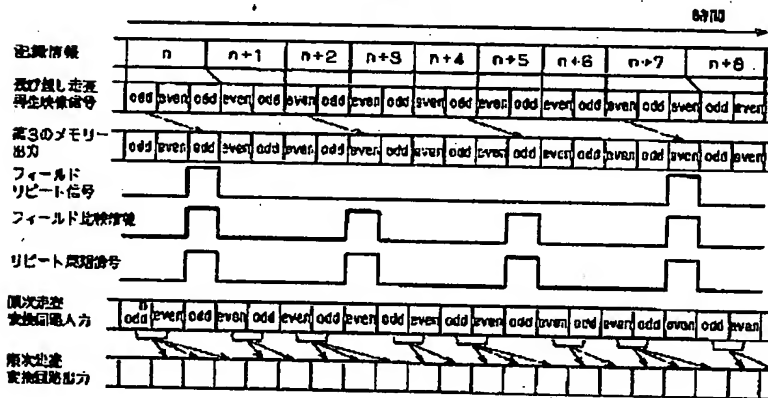 時間
記録情報 n n+1 n+2 n+3 n+4 n+5 n+6 n+7 n+8
飛び越し走査
再生映像信号 odd even odd even odd even odd even odd even odd even odd even odd even odd even odd even
第3のメモリー
出力 odd even odd even odd even odd even odd even odd even odd even odd even odd even odd even
フィールド
リピート信号
フィールド比較情報
リピート周期信号
順次走査
変換回路入力 n odd even odd even odd even odd even odd even odd even odd even odd even odd even odd even
順次走査
変換回路出力